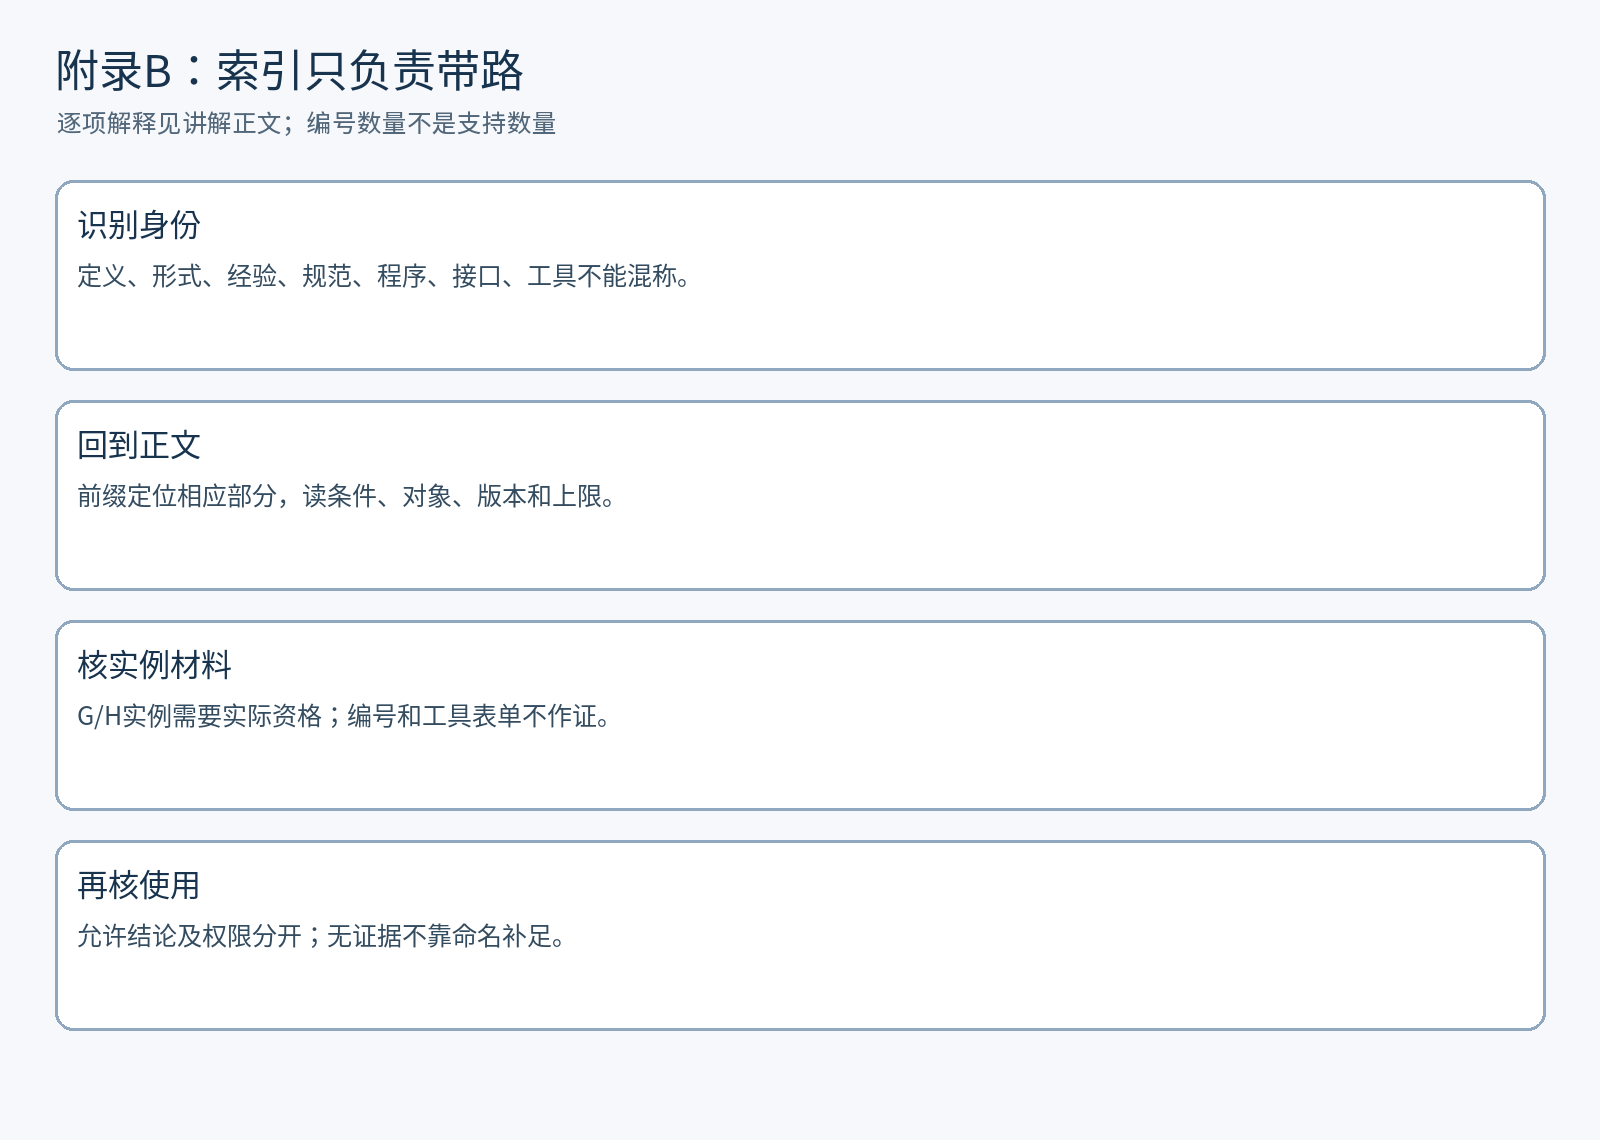 附录B：索引只负责带路
逐项解释见讲解正文；编号数量不是支持数量
识别身份
定义、形式、经验、规范、程序、接口、工具不能混称。
回到正文
前缀定位相应部分，读条件、对象、版本和上限。
核实例材料
G/H实例需要实际资格；编号和工具表单不作证。
再核使用
允许结论及权限分开；无证据不靠命名补足。